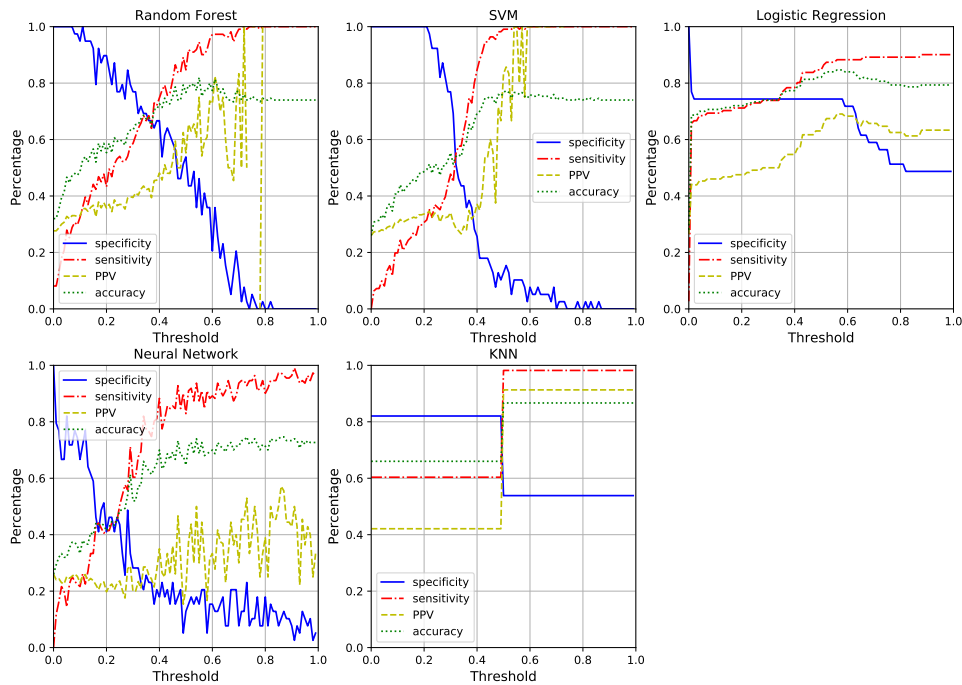 Random Forest
Percentage
1.0
0.8
0.6
0.4
0.2
0.0
specificity
sensitivity
PPV
accuracy
0.0 0.2 0.4 0.6 0.8 1.0
Threshold
SVM
Percentage
1.0
0.8
0.6
0.4
0.2
0.0
specificity
sensitivity
PPV
accuracy
0.0 0.2 0.4 0.6 0.8 1.0
Threshold
Logistic Regression
Percentage
1.0
0.8
0.6
0.4
0.2
0.0
specificity
sensitivity
PPV
accuracy
0.0 0.2 0.4 0.6 0.8 1.0
Threshold
Neural Network
Percentage
1.0
0.8
0.6
0.4
0.2
0.0
specificity
sensitivity
PPV
accuracy
0.0 0.2 0.4 0.6 0.8 1.0
Threshold
KNN
Percentage
1.0
0.8
0.6
0.4
0.2
0.0
specificity
sensitivity
PPV
accuracy
0.0 0.2 0.4 0.6 0.8 1.0
Threshold